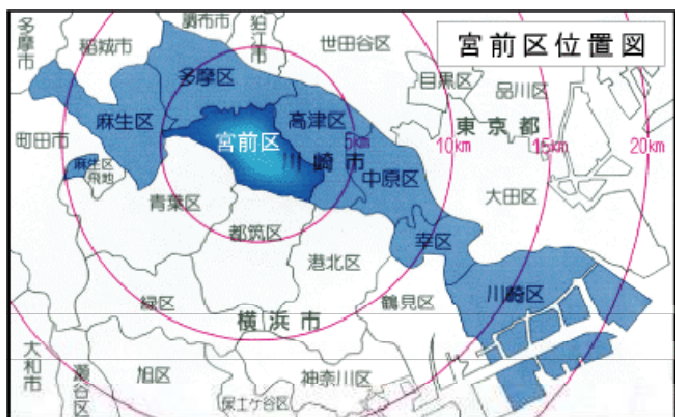 宮前区位置図
多摩市
稲城市
調布市
狛江市
世田谷区
目黒区
品川区
東京都
多摩区
高津区
麻生区
宮前区
川崎市
5km
10km
15km
20km
町田市
麻生区
飛地
中原区
大田区
青葉区
都筑区
幸区
港北区
川崎区
緑区
鶴見区
横浜市
大和市
瀬谷区
旭区
神奈川区
保土ケ谷区